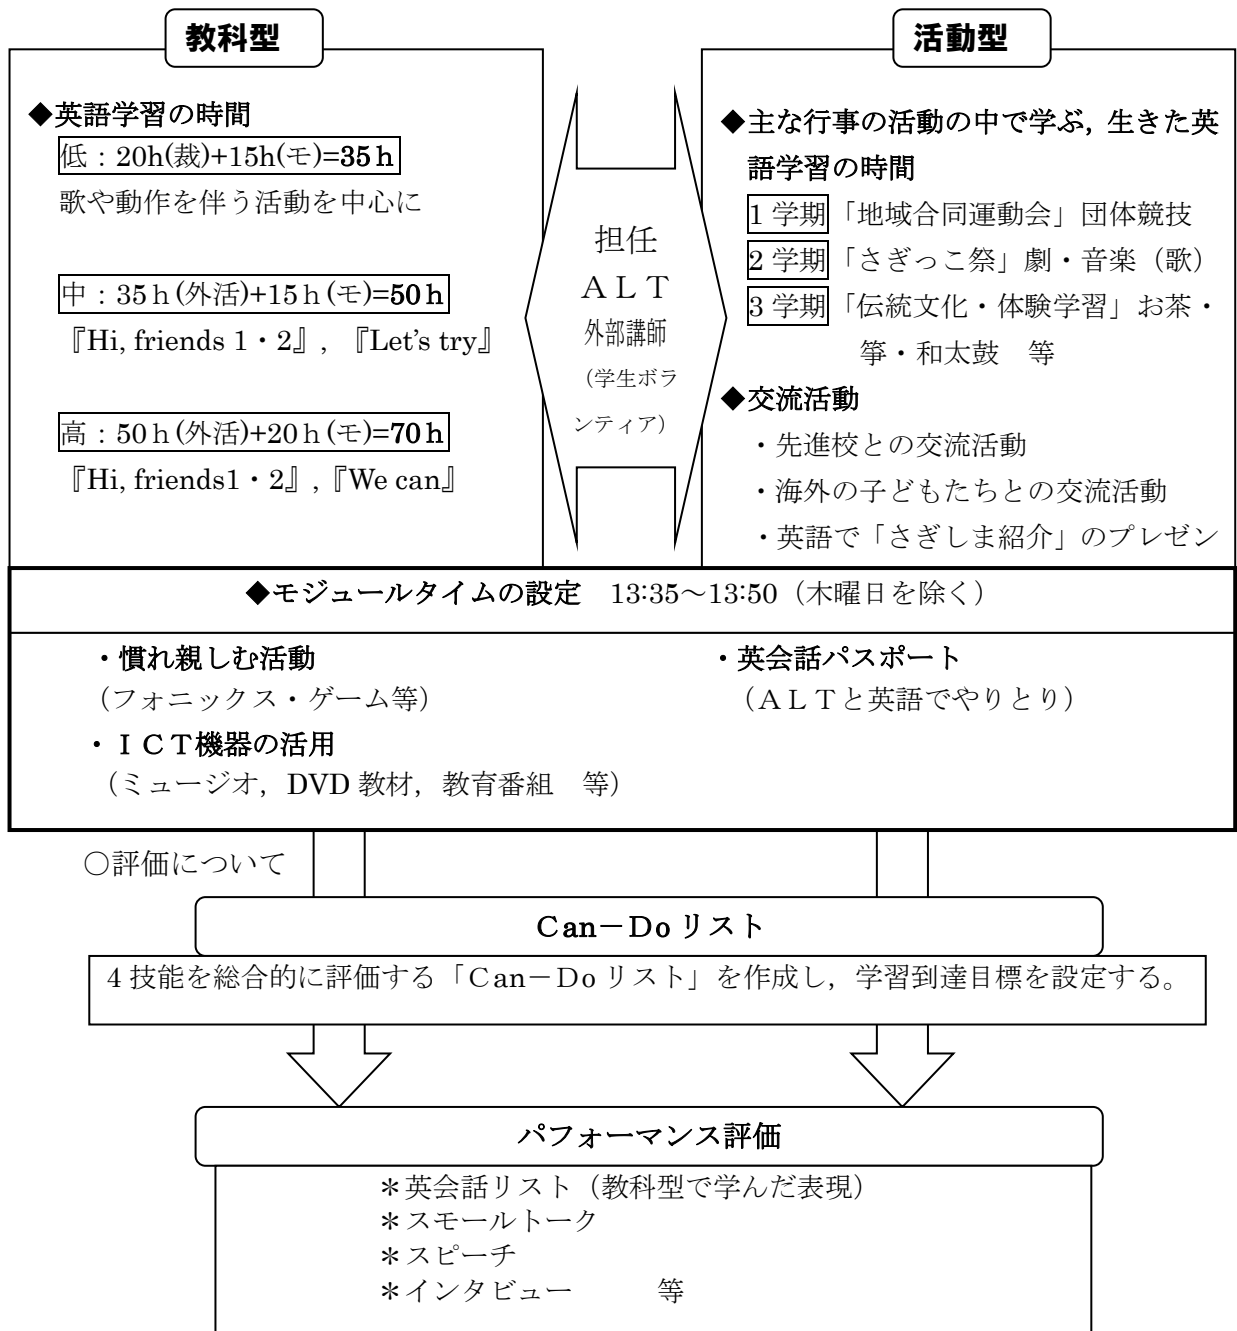 教科型
◆英語学習の時間
低：20h(裁)+15h(モ)=35ｈ
歌や動作を伴う活動を中心に
中：35ｈ(外活)+15ｈ(モ)=50ｈ
『Hi, friends 1・2』, 『Let's try』
高：50ｈ(外活)+20ｈ(モ)=70ｈ
『Hi, friends1・2』,『We can』
担任
ＡＬＴ
外部講師
（学生ボラ
ンティア）
活動型
◆主な行事の活動の中で学ぶ，生きた英
語学習の時間
1学期「地域合同運動会」団体競技
2学期「さぎっこ祭」劇・音楽（歌）
3学期「伝統文化・体験学習」お茶・
箏・和太鼓　等
◆交流活動
・先進校との交流活動
・海外の子どもたちとの交流活動
・英語で「さぎしま紹介」のプレゼン
◆モジュールタイムの設定　13:35～13:50（木曜日を除く）
・慣れ親しむ活動
（フォニックス・ゲーム等）
・ＩＣＴ機器の活用
（ミュージオ，DVD教材，教育番組　等）
・英会話パスポート
（ＡＬＴと英語でやりとり）
○評価について
Ｃan－Ｄoリスト
4技能を総合的に評価する「Ｃan－Ｄoリスト」を作成し，学習到達目標を設定する。
パフォーマンス評価
＊英会話リスト（教科型で学んだ表現）
＊スモールトーク
＊スピーチ
＊インタビュー　　　等